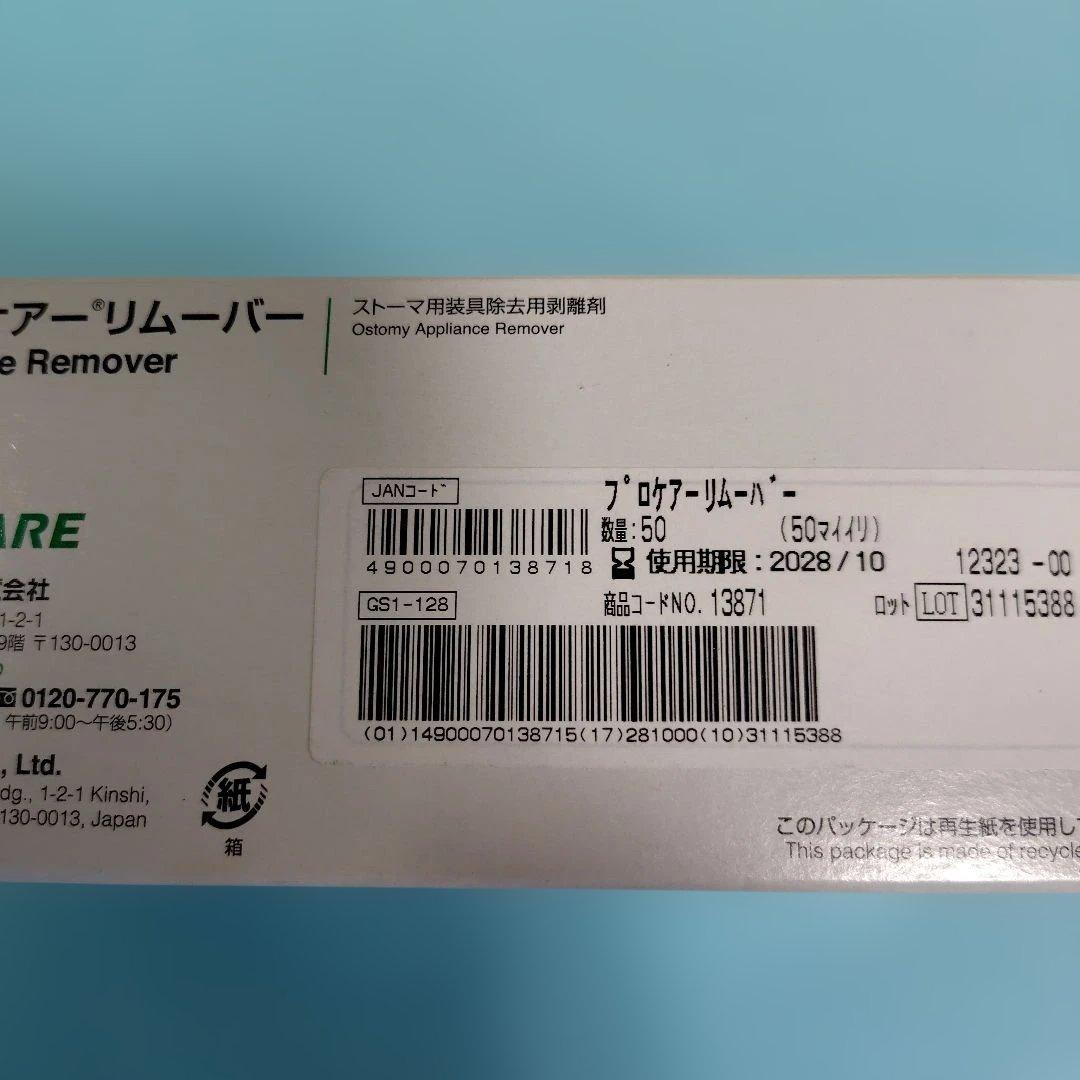 ケアー®リムーバー
e Remover
ストーマ用装具除去用剥離剤
Ostomy Appliance Remover
ARE
会社
1-2-1
9階 〒130-0013
0120-770-175
午前9:00〜午後5:30)
, Ltd.
dg., 1-2-1 Kinshi,
130-0013, Japan
紙
箱
JANコード
4900070138718
プロケアーリムーバー
数量:50 (50マイイリ)
使用期限:2028/10 12323-00
GS1-128
商品コードNO. 13871 ロット LOT 31115388
(01)14900070138715(17)281000(10)31115388
このパッケージは再生紙を使用し
This package is made of recycle